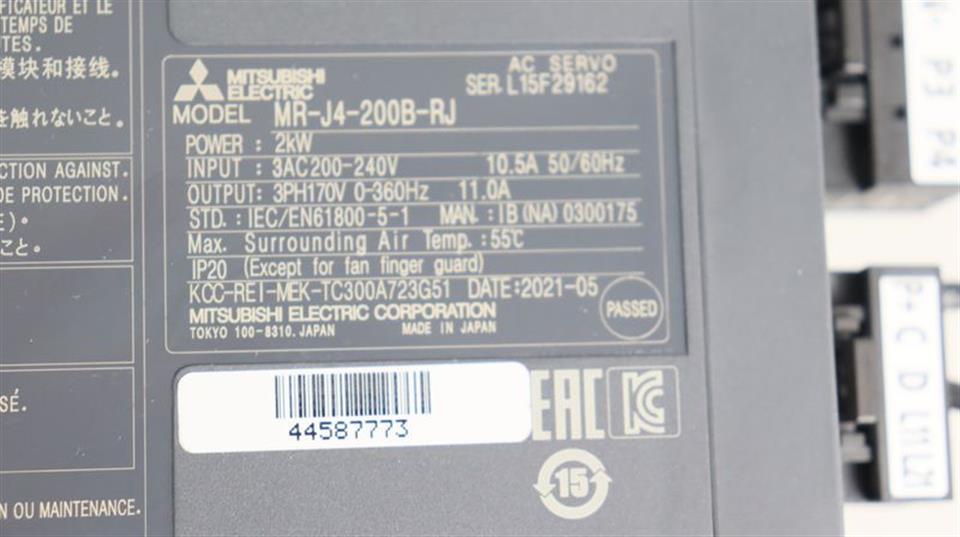 FICATEUR ET LE
TEMPS DE
UTES.
模块和接线。
を触れないこと。
CTION AGAINST.
DE PROTECTION.
E)。
こと。
SÉ.
N OU MAINTENANCE.
MITSUBISHI
ELECTRIC
AC SERVO
SER. L15F29162
MODEL MR-J4-200B-RJ
POWER : 2kW
INPUT : 3AC200-240V 10.5A 50/60Hz
OUTPUT: 3PH170V 0-360Hz 11.0A
STD. : IEC/EN61800-5-1 MAN. : IB(NA)0300175
Max. Surrounding Air Temp. : 55℃
IP20 (Except for fan finger guard)
KCC-REI-MEK-TC300A723G51 DATE:2021-05
MITSUBISHI ELECTRIC CORPORATION
TOKYO 100-8310. JAPAN MADE IN JAPAN
PASSED
44587773
EAC
15
P3 P4
P+ C D L11 L21